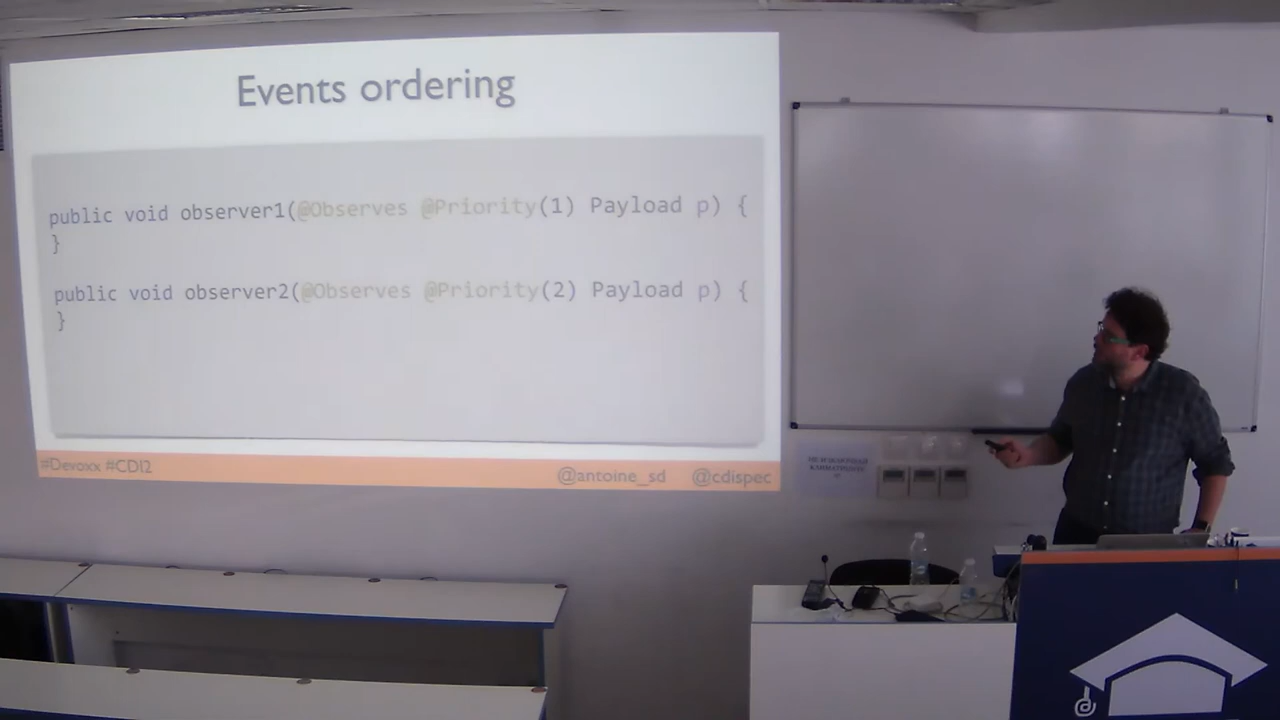 Events ordering
public void observer1(@Observes @Priority(1) Payload p) {
}
public void observer2(@Observes @Priority(2) Payload p) {
}
#Devoxx #CDI2
@antoine_sd @cdispec